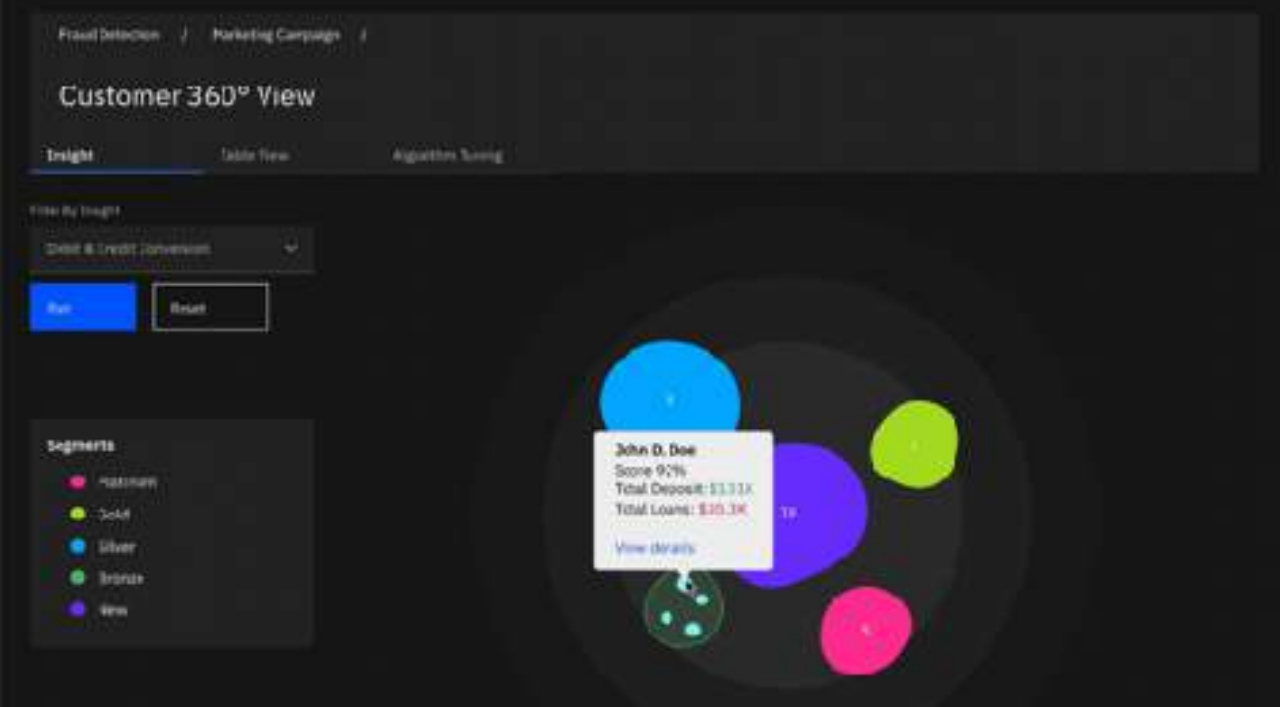 Fraud Detection / Marketing Campaign /
Customer 360° View
Insight Table View Algorithm Tuning
Filter By Insight
Debit & Credit Conversion
Run Reset
Segments
Platinum
Gold
Silver
Bronze
New
John D. Doe
Score 92%
Total Deposit:
Total Loans:
View details